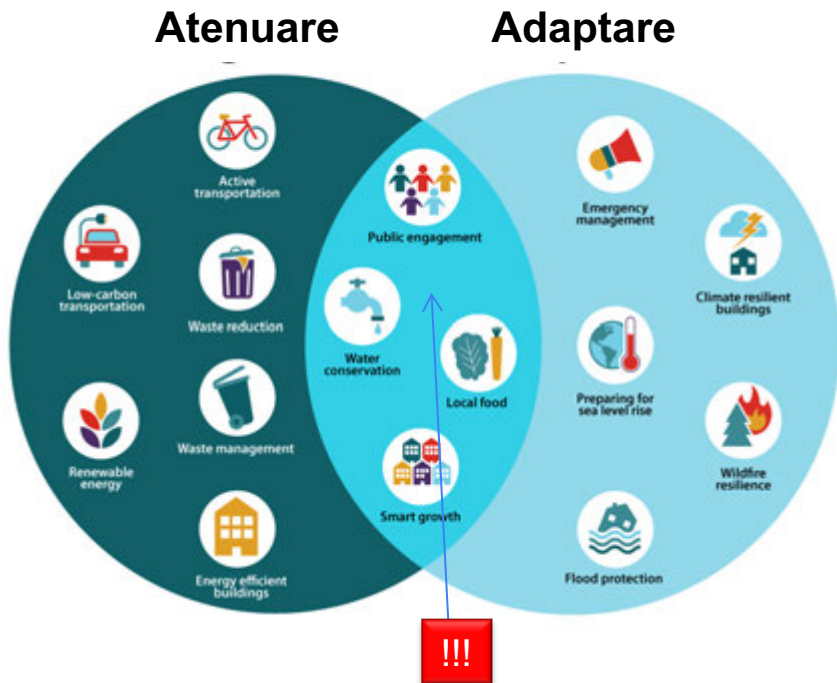 Atenuare
Adaptare
Active
transportation
Low-carbon
transportation
Waste reduction
Waste management
Renewable
energy
Energy efficient
buildings
Public engagement
Water
conservation
Local food
Smart growth
Emergency
management
Climate resilient
buildings
Preparing for
sea level rise
Wildfire
resilience
Flood protection
!!!